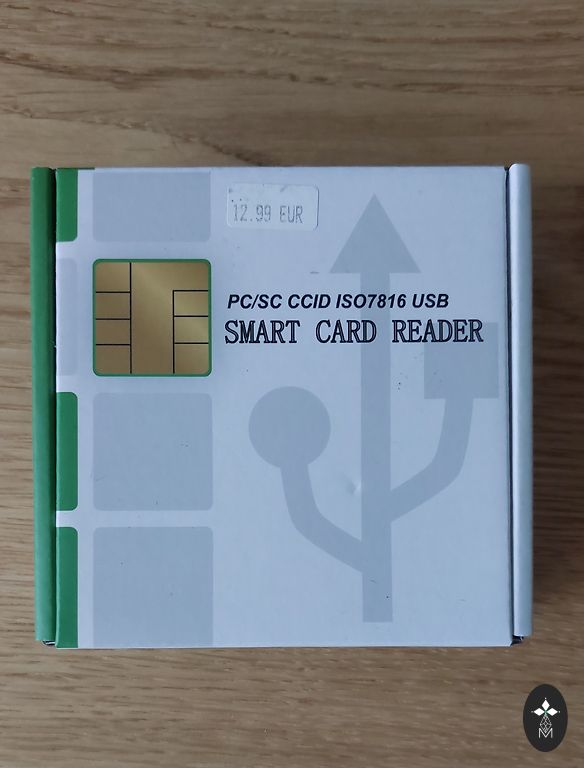 12.99 EUR
PC/SC CCID ISO7816 USB
SMART CARD READER
M